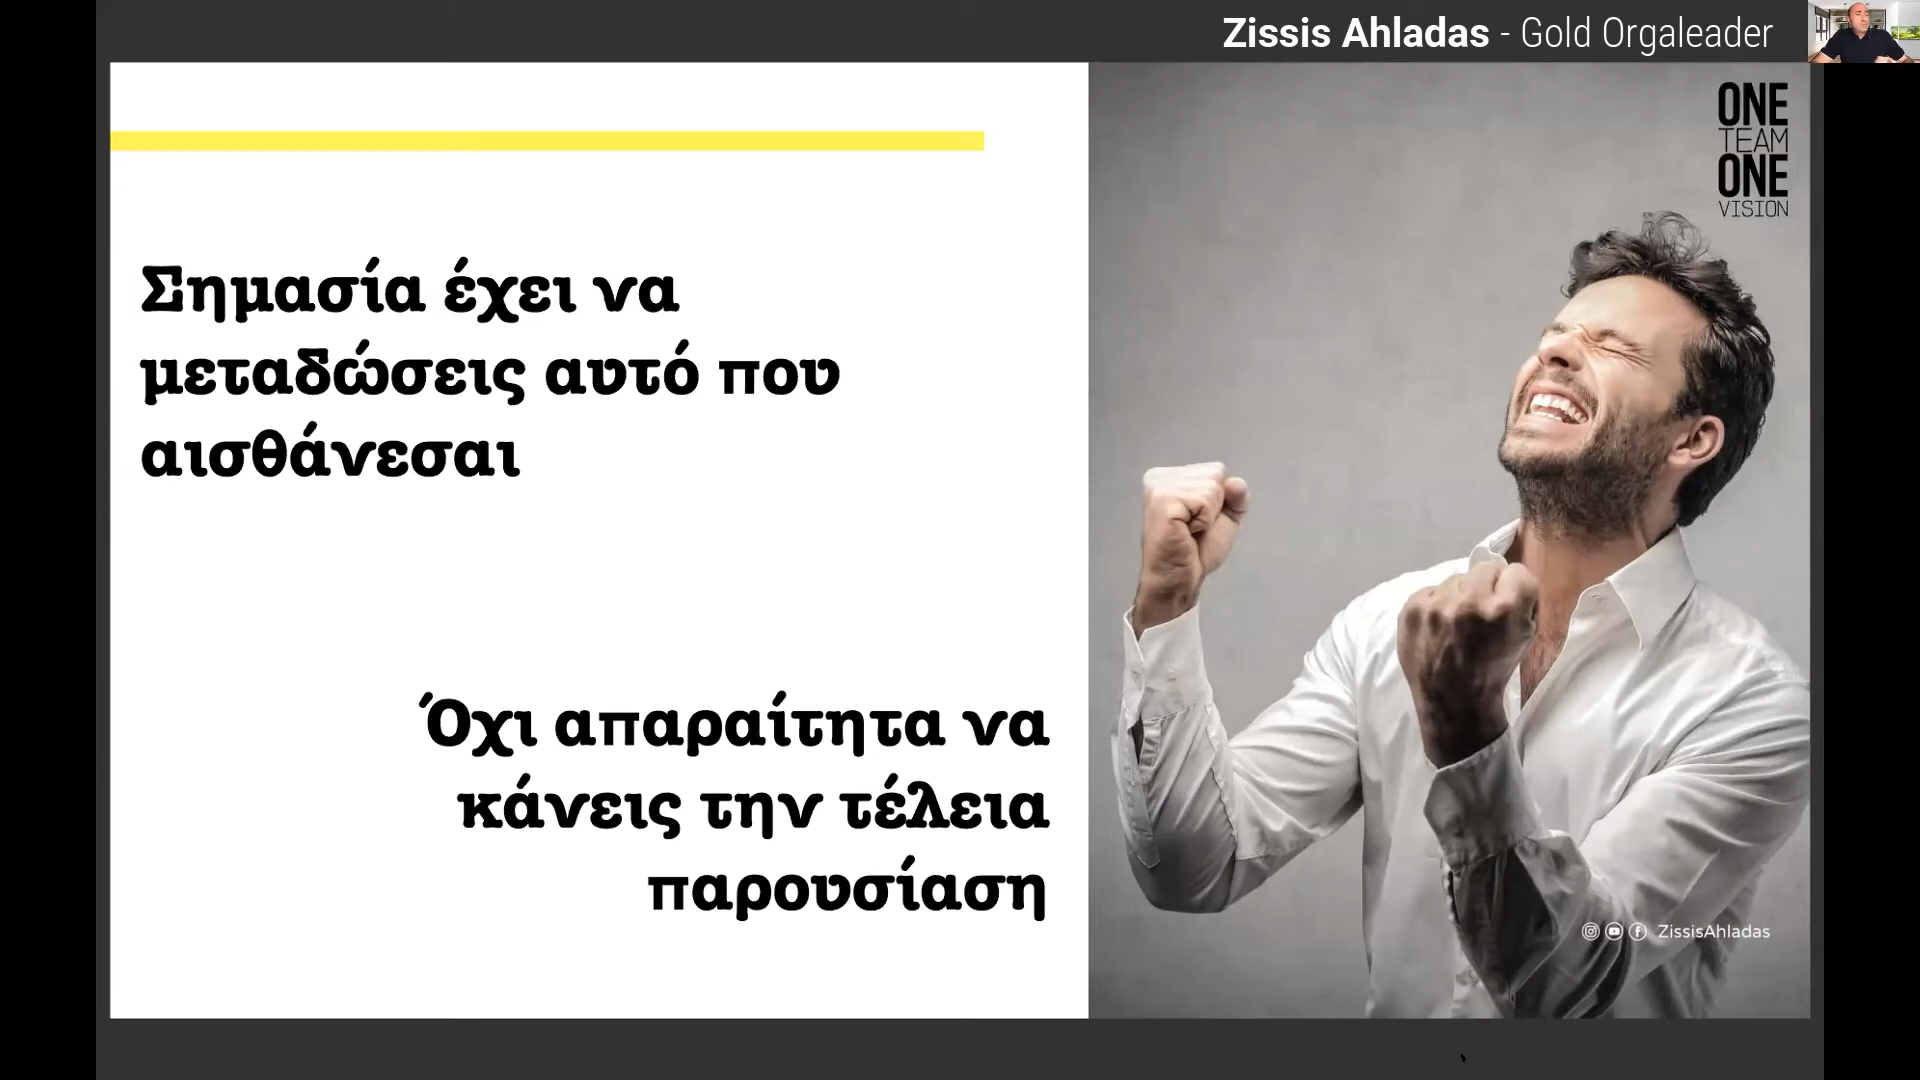 Zissis Ahladas - Gold Orgaleader
ONE
TEAM
ONE
VISION
Σημασία έχει να
μεταδώσεις αυτό που
αισθάνεσαι
Όχι απαραίτητα να
κάνεις την τέλεια
παρουσίαση
ZissisAhladas